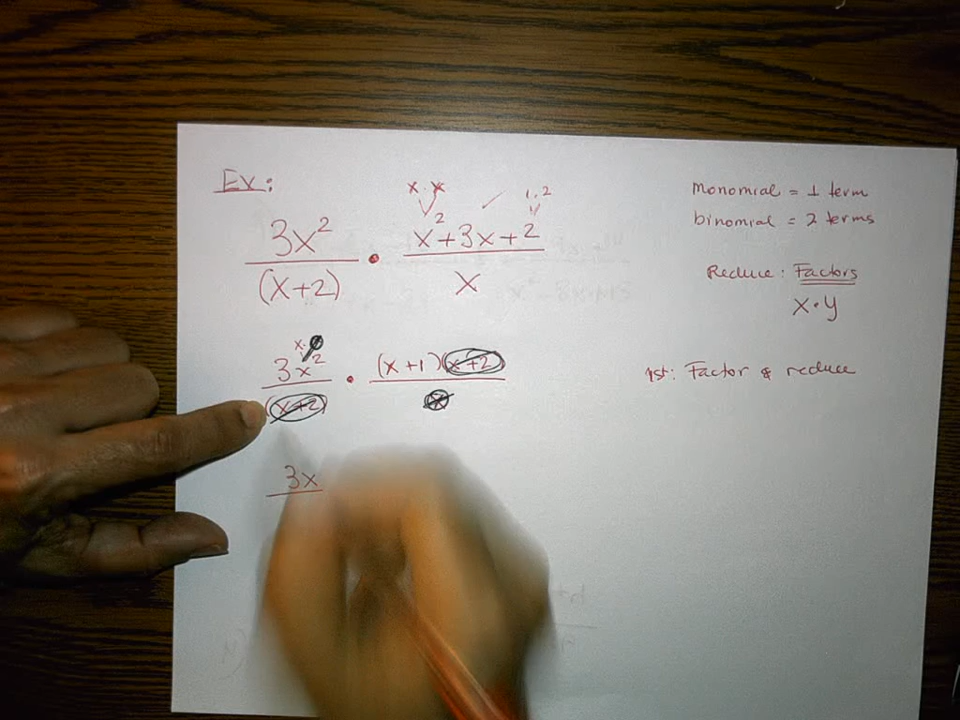 Ex:
x . x
1, 2
3x² / (x+2) • x²+3x+2 / x
x.
3x² / (x+2) • (x+1)(x+2) / x
3x
monomial = 1 term
binomial = 2 terms
Reduce: Factors
x•y
1st: Factor & reduce